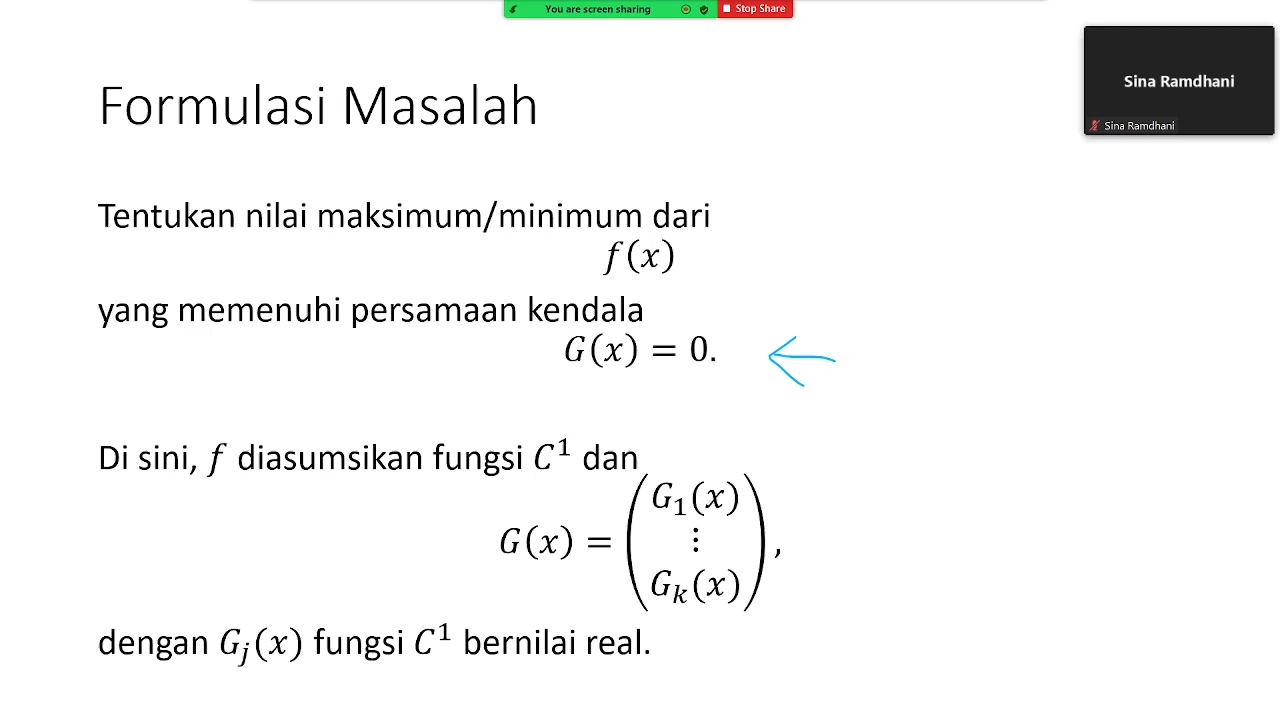 You are screen sharing
Stop Share
Sina Ramdhani
Sina Ramdhani
Formulasi Masalah
Tentukan nilai maksimum/minimum dari
f(x)
yang memenuhi persamaan kendala
G(x) = 0.
Di sini, f diasumsikan fungsi C¹ dan
G(x) = (G₁(x) ⋮ Gₖ(x)),
dengan Gⱼ(x) fungsi C¹ bernilai real.